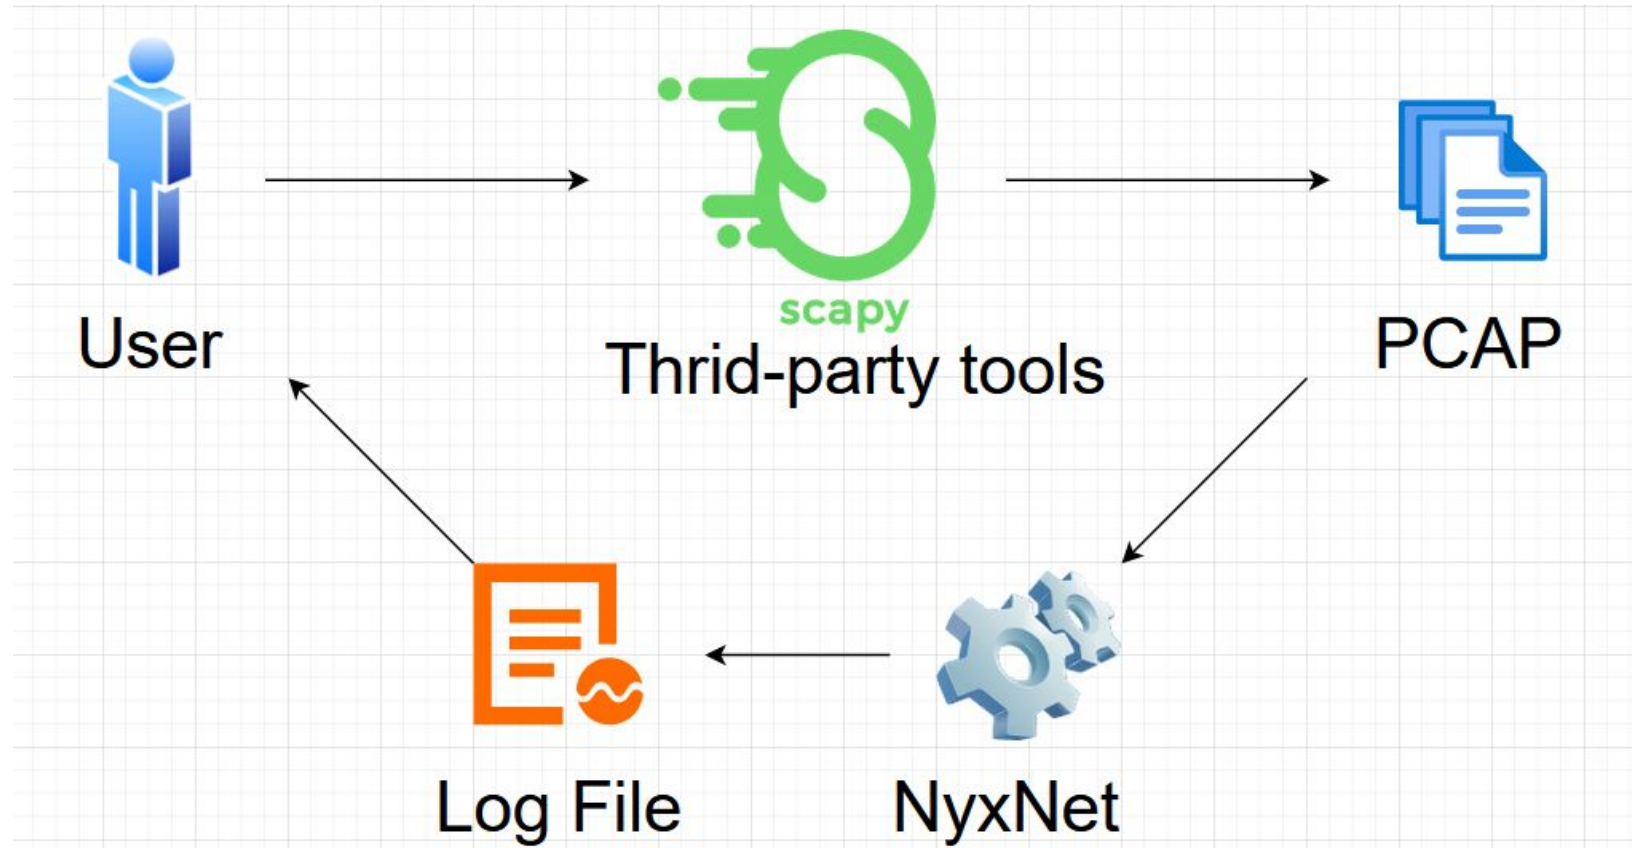 scapy
User
Thrid-party tools
PCAP
Log File
NyxNet